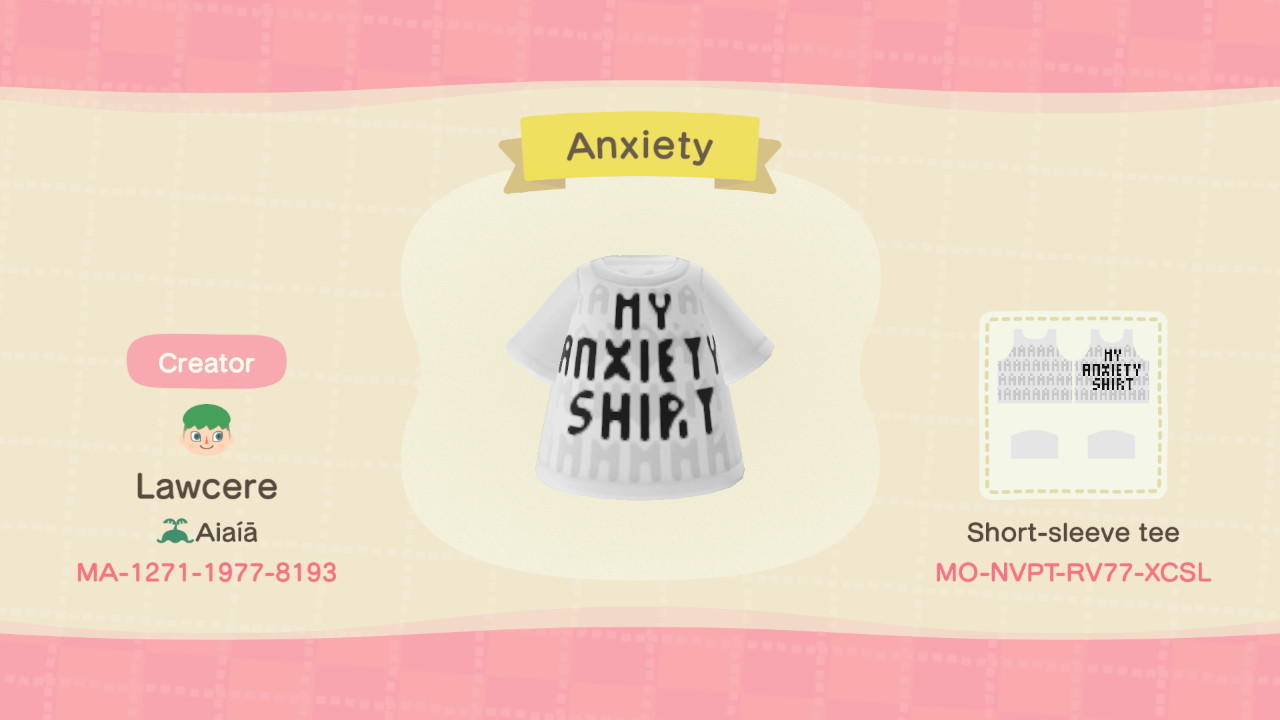 Anxiety
MY
ANXIETY
SHIRT
Creator
Lawcere
Aiaíā
MA-1271-1977-8193
MY
ANXIETY
SHIRT
Short-sleeve tee
MO-NVPT-RV77-XCSL